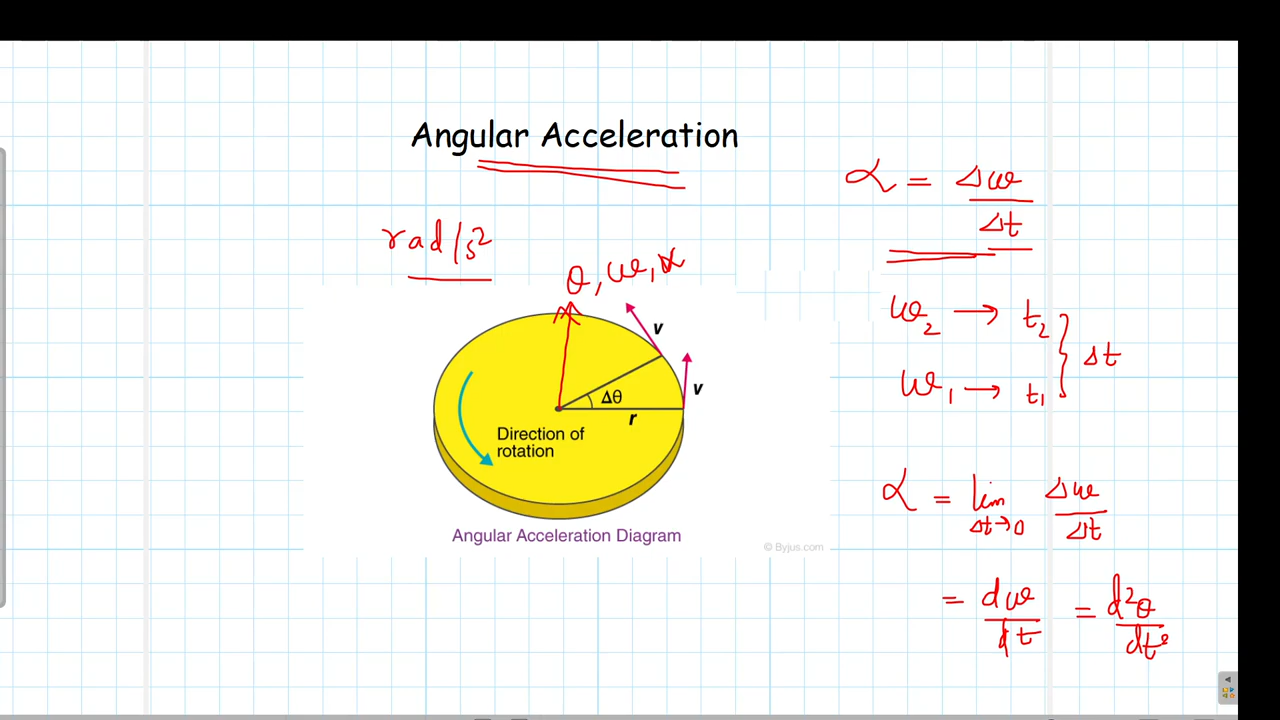 Angular Acceleration
α = Δω
Δt
rad/s²
θ, ω, α
ω₂ → t₂
ω₁ → t₁ } Δt
v
v
Δθ
r
Direction of
rotation
Angular Acceleration Diagram
© Byjus.com
α = lim Δω
Δt→0 Δt
= dω = d²θ
dt dt²